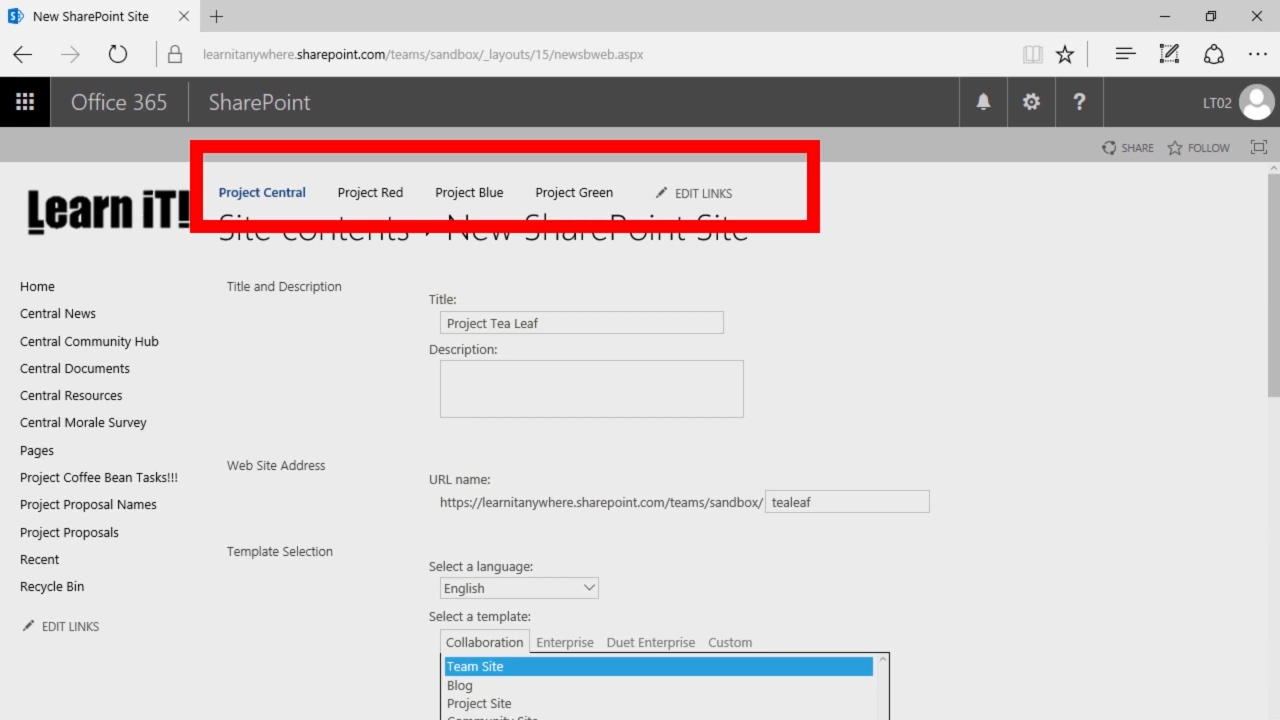 New SharePoint Site
learnitanywhere.sharepoint.com/teams/sandbox/_layouts/15/newsbweb.aspx
Office 365 SharePoint ? LT02
SHARE FOLLOW
Project Central Project Red Project Blue Project Green EDIT LINKS
Learn iT!
Site contents › New SharePoint Site
Home
Central News
Central Community Hub
Central Documents
Central Resources
Central Morale Survey
Pages
Project Coffee Bean Tasks!!!
Project Proposal Names
Project Proposals
Recent
Recycle Bin
EDIT LINKS
Title and Description
Title:
Project Tea Leaf
Description:
Web Site Address
URL name:
https://learnitanywhere.sharepoint.com/teams/sandbox/ tealeaf
Template Selection
Select a language:
English
Select a template:
Collaboration Enterprise Duet Enterprise Custom
Team Site
Blog
Project Site
Community Site